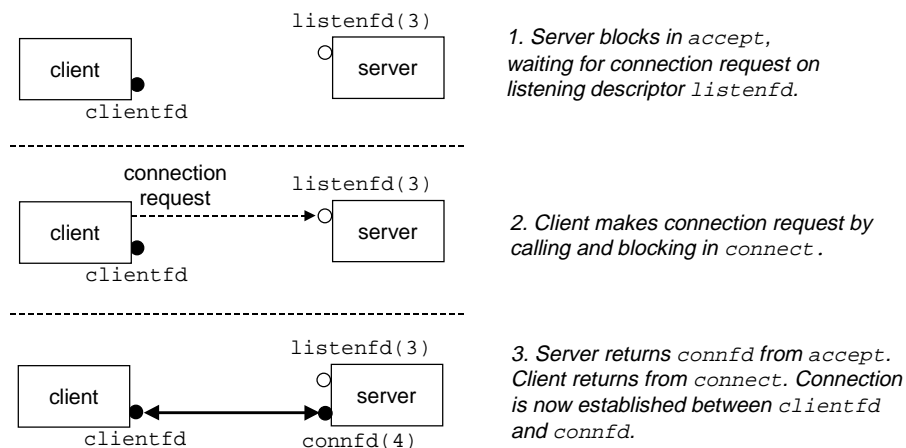 listenfd(3)
client
server
clientfd
1. Server blocks in accept,
waiting for connection request on
listening descriptor listenfd.
connection
request
listenfd(3)
client
server
clientfd
2. Client makes connection request by
calling and blocking in connect.
listenfd(3)
client
server
clientfd
connfd(4)
3. Server returns connfd from accept.
Client returns from connect. Connection
is now established between clientfd
and connfd.